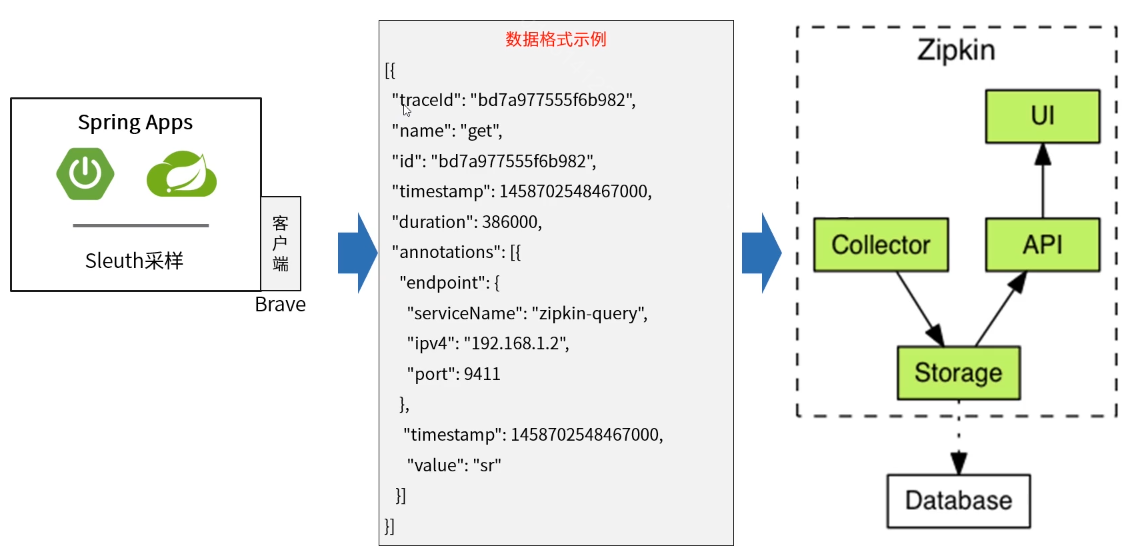 Spring Apps
Sleuth采样
客户端
Brave
数据格式示例
[{
"traceId": "bd7a977555f6b982",
"name": "get",
"id": "bd7a977555f6b982",
"timestamp": 1458702548467000,
"duration": 386000,
"annotations": [{
"endpoint": {
"serviceName": "zipkin-query",
"ipv4": "192.168.1.2",
"port": 9411
},
"timestamp": 1458702548467000,
"value": "sr"
}]
}]
Zipkin
UI
Collector
API
Storage
Database